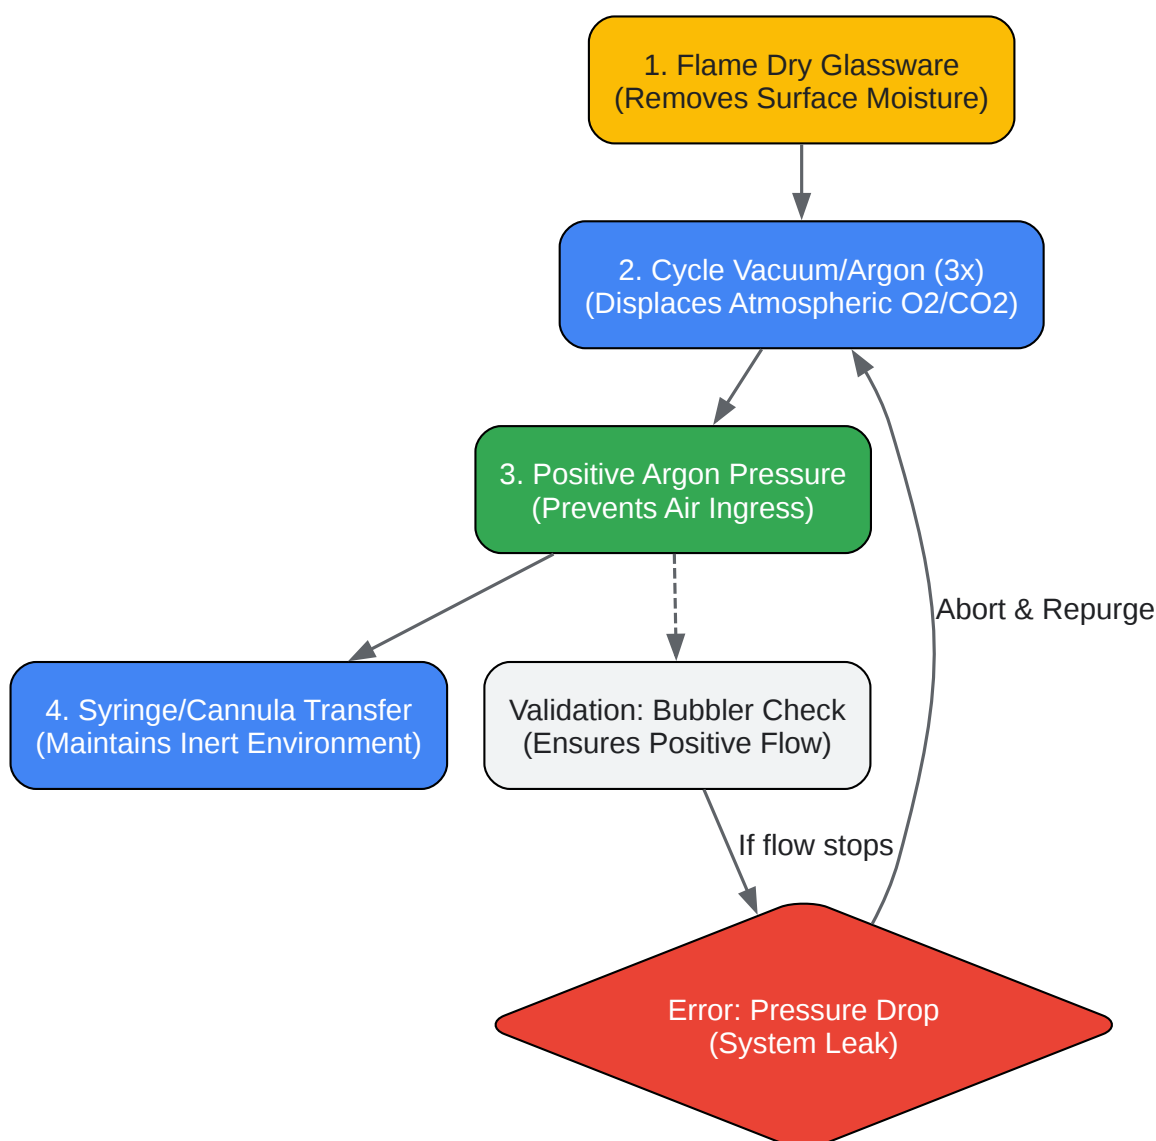 1. Flame Dry Glassware
(Removes Surface Moisture)
2. Cycle Vacuum/Argon (3x)
(Displaces Atmospheric O2/CO2)
3. Positive Argon Pressure
(Prevents Air Ingress)
Abort & Repurge
4. Syringe/Cannula Transfer
(Maintains Inert Environment)
Validation: Bubbler Check
(Ensures Positive Flow)
If flow stops
Error: Pressure Drop
(System Leak)